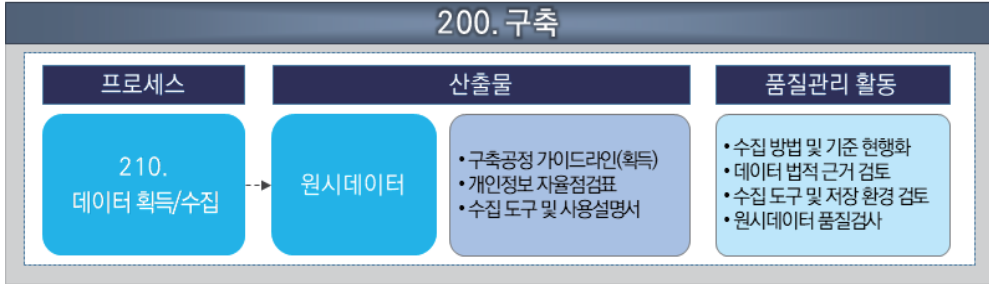 200. 구축
프로세스
산출물
품질관리 활동
210.
데이터 획득/수집
원시데이터
• 구축공정 가이드라인(획득)
• 개인정보 자율점검표
• 수집 도구 및 사용설명서
• 수집 방법 및 기준 현행화
• 데이터 법적 근거 검토
• 수집 도구 및 저장 환경 검토
• 원시데이터 품질검사